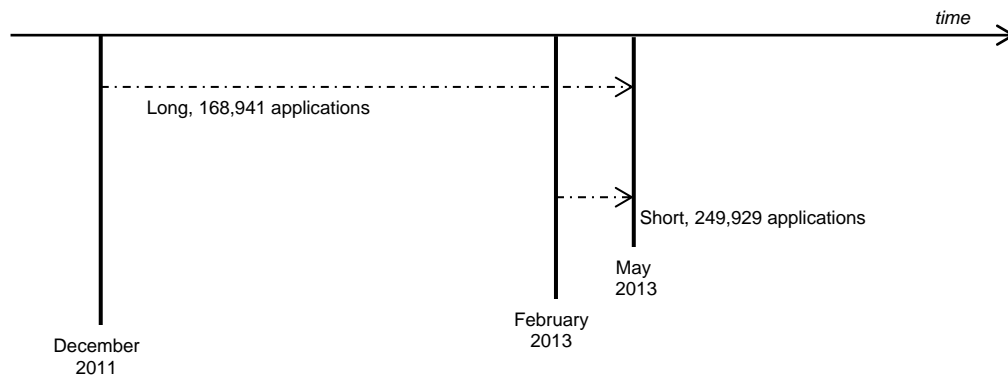 time
Long, 168,941 applications
Short, 249,929 applications
May
2013
February
2013
December
2011